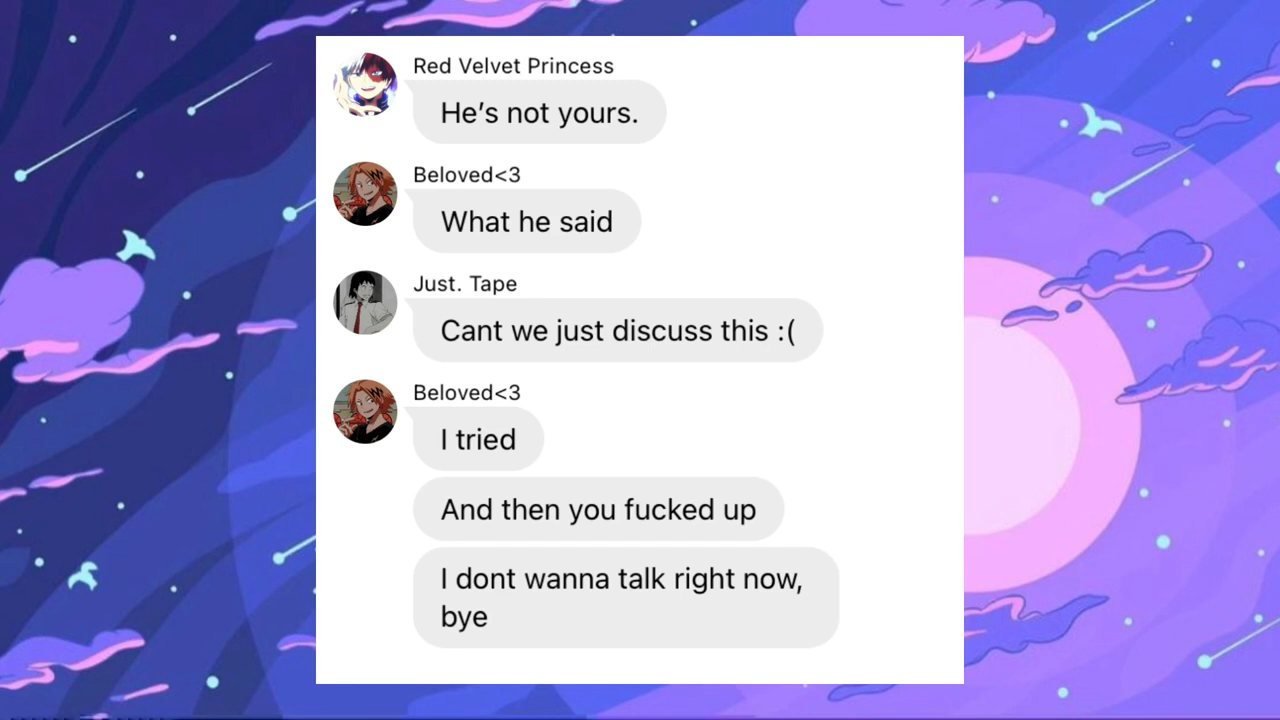 Red Velvet Princess
He’s not yours.
Beloved<3
What he said
Just. Tape
Cant we just discuss this :(
Beloved<3
I tried
And then you fucked up
I dont wanna talk right now,
bye